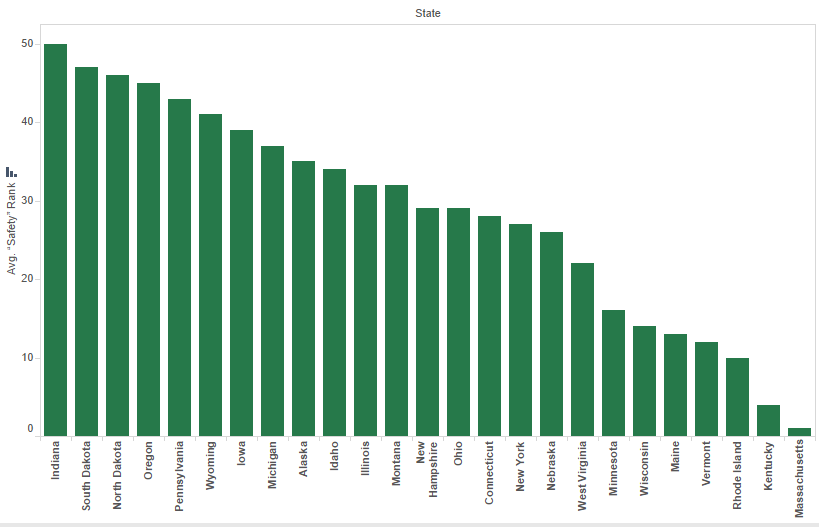 State
Avg. “Safety” Rank
50
40
30
20
10
0
Indiana
South Dakota
North Dakota
Oregon
Pennsylvania
Wyoming
Iowa
Michigan
Alaska
Idaho
Illinois
Montana
New
Hampshire
Ohio
Connecticut
New York
Nebraska
West Virginia
Minnesota
Wisconsin
Maine
Vermont
Rhode Island
Kentucky
Massachusetts